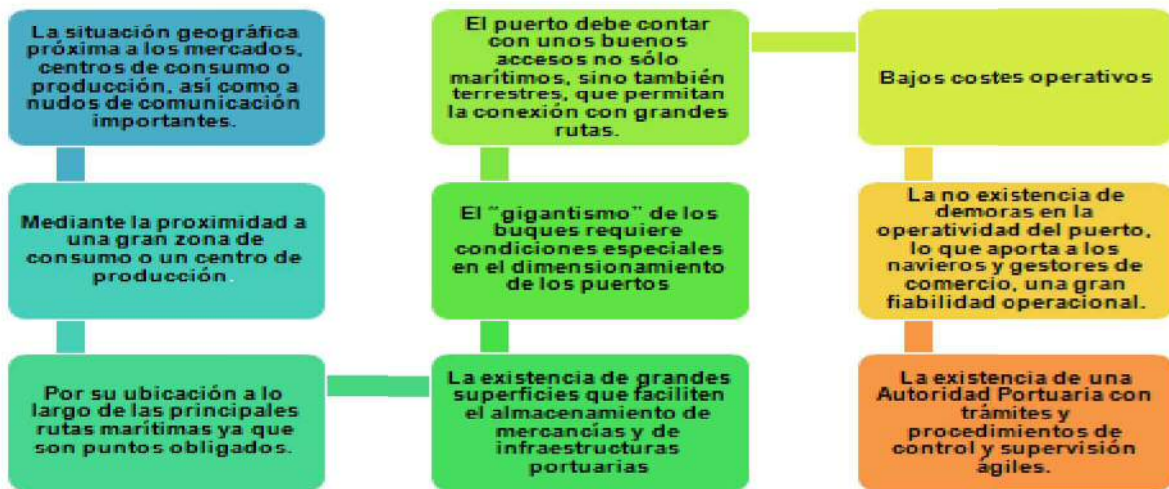 La situación geográfica
próxima a los mercados,
centros de consumo o
producción, así como a
nudos de comunicación
importantes.
Mediante la proximidad a
una gran zona de
consumo o un centro de
producción.
Por su ubicación a lo
largo de las principales
rutas marítimas ya que
son puntos obligados.
La existencia de grandes
superficies que faciliten
el almacenamiento de
mercancías y de
infraestructuras
portuarias
El "gigantismo" de los
buques requiere
condiciones especiales
en el dimensionamiento
de los puertos
El puerto debe contar
con unos buenos
accesos no sólo
marítimos, sino también
terrestres, que permitan
la conexión con grandes
rutas.
Bajos costes operativos
La no existencia de
demoras en la
operatividad del puerto,
lo que aporta a los
navieros y gestores de
comercio, una gran
fiabilidad operacional.
La existencia de una
Autoridad Portuaria con
trámites y
procedimientos de
control y supervisión
ágiles.